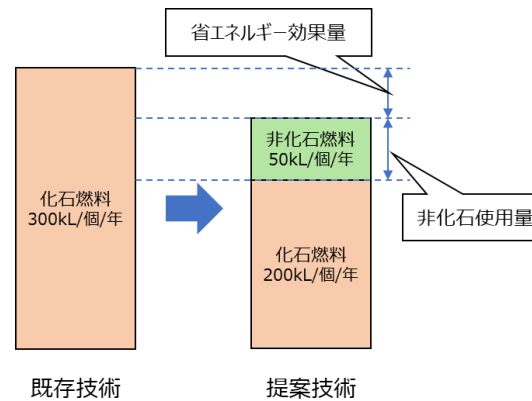 省エネルギー効果量
非化石燃料
50kL/個/年
化石燃料
300kL/個/年
非化石使用量
化石燃料
200kL/個/年
既存技術
提案技術